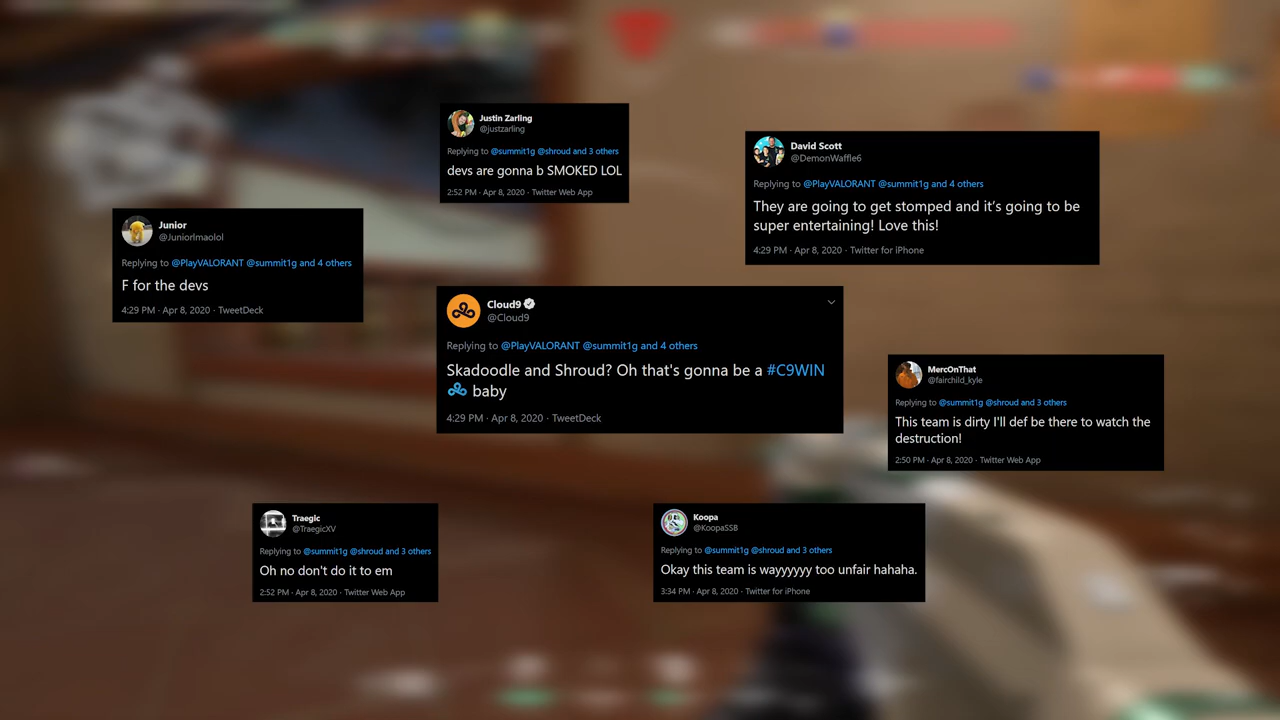 Justin Zarling
@justzarling
Replying to @summit1g @shroud and 3 others
devs are gonna b SMOKED LOL
2:52 PM · Apr 8, 2020 · Twitter Web App
David Scott
@DemonWaffle6
Replying to @PlayVALORANT @summit1g and 4 others
They are going to get stomped and it's going to be
super entertaining! Love this!
4:29 PM · Apr 8, 2020 · Twitter for iPhone
Junior
@Juniorlmaolol
Replying to @PlayVALORANT @summit1g and 4 others
F for the devs
4:29 PM · Apr 8, 2020 · TweetDeck
Cloud9
@Cloud9
Replying to @PlayVALORANT @summit1g and 4 others
Skadoodle and Shroud? Oh that's gonna be a #C9WIN
baby
4:29 PM · Apr 8, 2020 · TweetDeck
MercOnThat
@fairchild_kyle
Replying to @summit1g @shroud and 3 others
This team is dirty I'll def be there to watch the
destruction!
2:50 PM · Apr 8, 2020 · Twitter Web App
Traegic
@TraegicXV
Replying to @summit1g @shroud and 3 others
Oh no don't do it to em
2:52 PM · Apr 8, 2020 · Twitter Web App
Koopa
@KoopaSSB
Replying to @summit1g @shroud and 3 others
Okay this team is wayyyyyy too unfair hahaha.
3:34 PM · Apr 8, 2020 · Twitter for iPhone